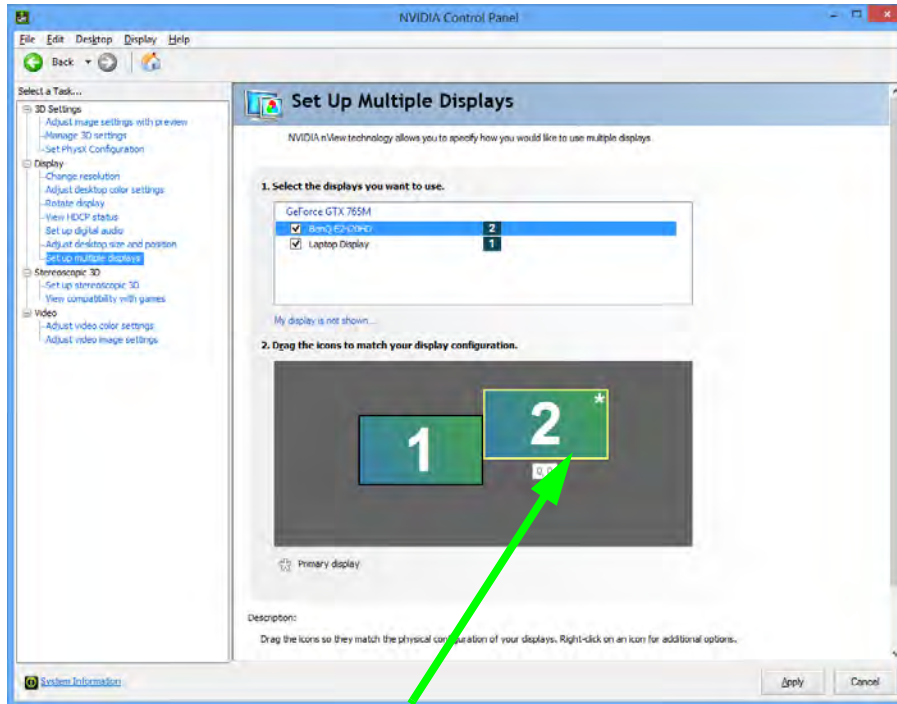 NVIDIA Control Panel
File Edit Desktop Display Help
Back
Select a Task...
3D Settings
Adjust image settings with preview
Manage 3D settings
Set PhysX Configuration
Display
Change resolution
Adjust desktop color settings
Rotate display
View HDCP status
Set up digital audio
Adjust desktop size and position
Set up multiple displays
Stereoscopic 3D
Set up stereoscopic 3D
View compatibility with games
Video
Adjust video color settings
Adjust video image settings
System Information
Set Up Multiple Displays
NVIDIA nView technology allows you to specify how you would like to use multiple displays.
1. Select the displays you want to use.
GeForce GTX 765M
BenQ 2
Laptop Display 1
My display is not shown...
2. Drag the icons to match your display configuration.
1
2 *
0, 0
Primary display
Description:
Drag the icons so they match the physical configuration of your displays. Right-click on an icon for additional options.
Apply Cancel